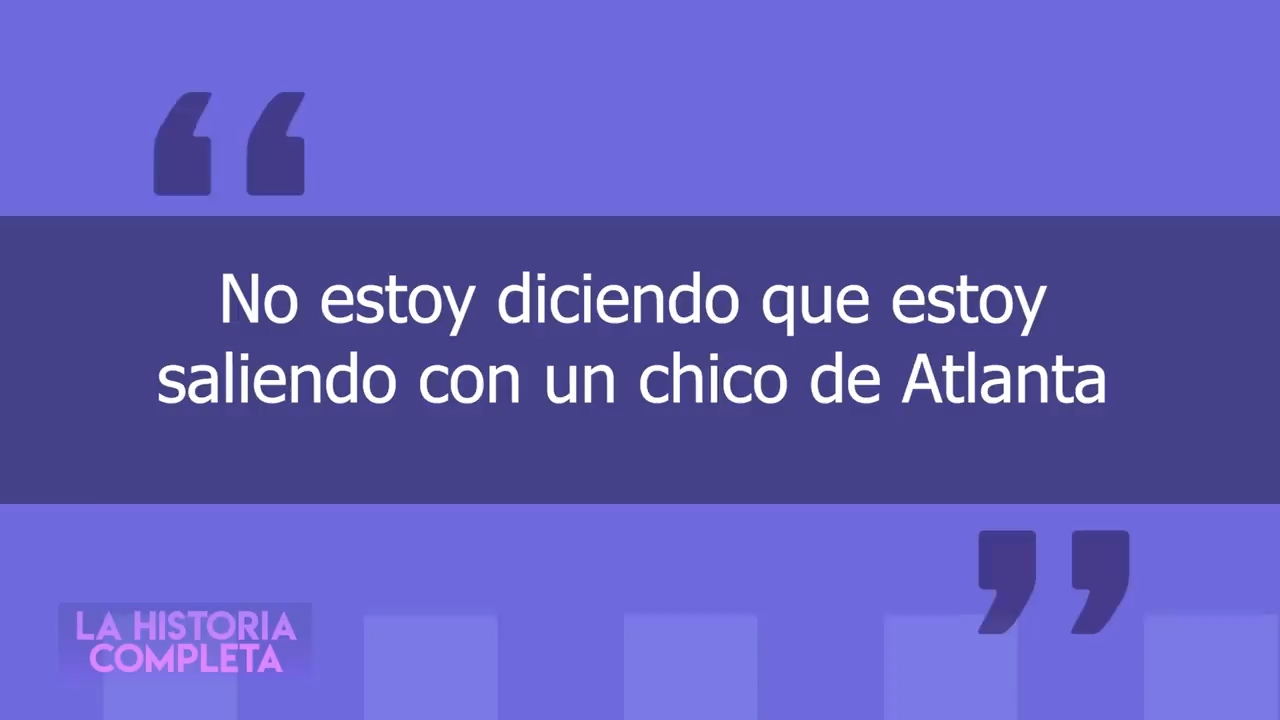 No estoy diciendo que estoy
saliendo con un chico de Atlanta
LA HISTORIA
COMPLETA